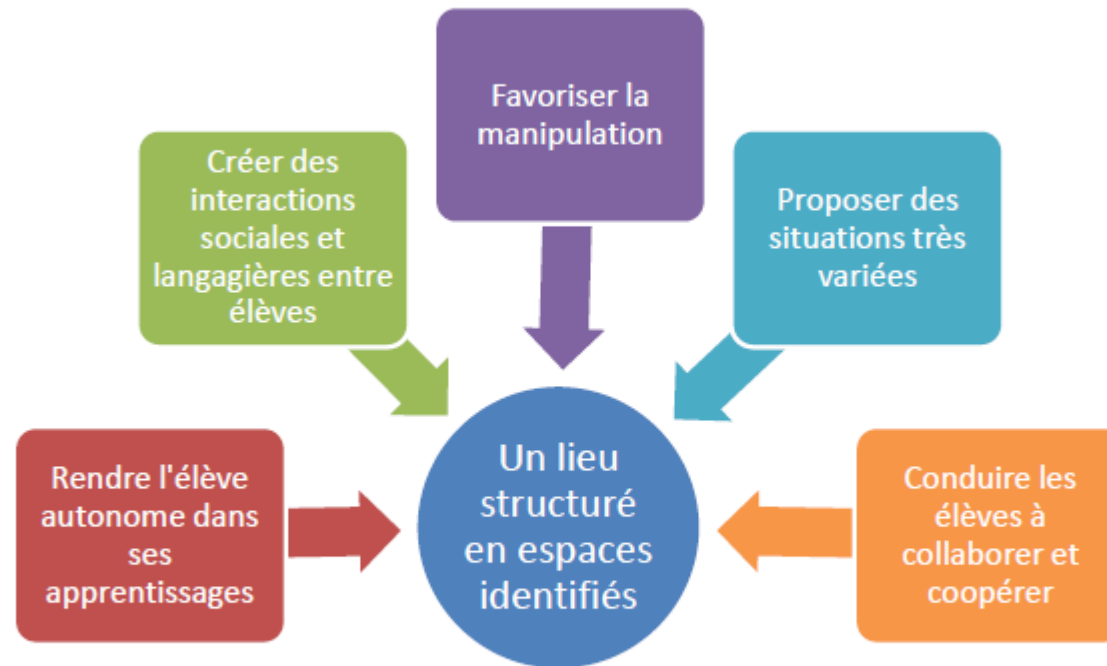 Favoriser la
manipulation
Créer des
interactions
sociales et
langagières entre
élèves
Proposer des
situations très
variées
Rendre l'élève
autonome dans
ses
apprentissages
Un lieu
structuré
en espaces
identifiés
Conduire les
élèves à
collaborer et
coopérer